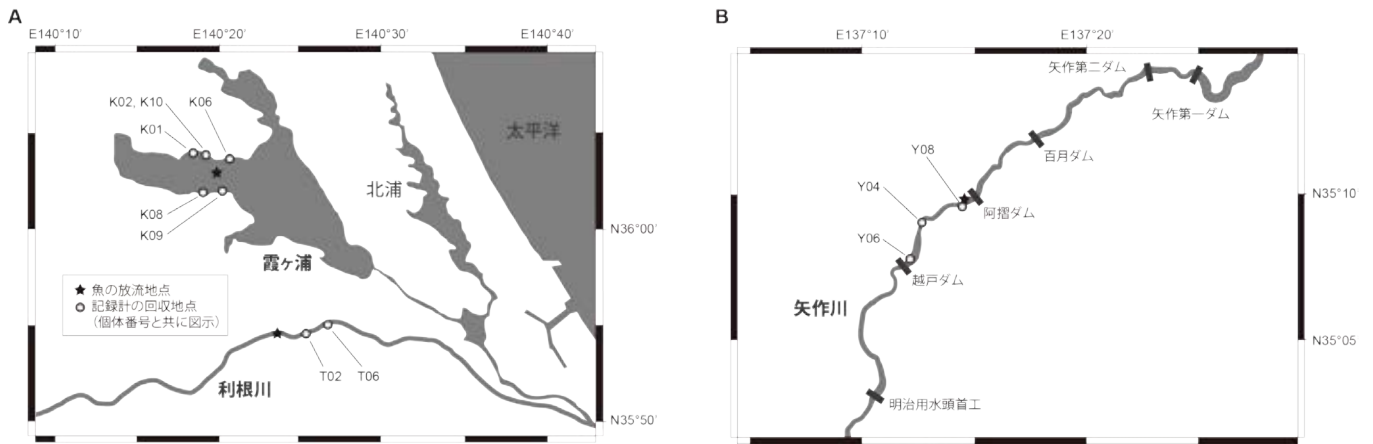 A
E140°10′ E140°20′ E140°30′ E140°40′
K02, K10 K06
K01
太平洋
北浦
K08
K09
N36°00′
霞ヶ浦
★ 魚の放流地点
記録計の回収地点
(個体番号と共に図示)
T02 T06
利根川
N35°50′
B
E137°10′ E137°20′
矢作第二ダム
矢作第一ダム
百月ダム
Y08
Y04
N35°10′
阿摺ダム
Y06
越戸ダム
矢作川
N35°05′
明治用水頭首工